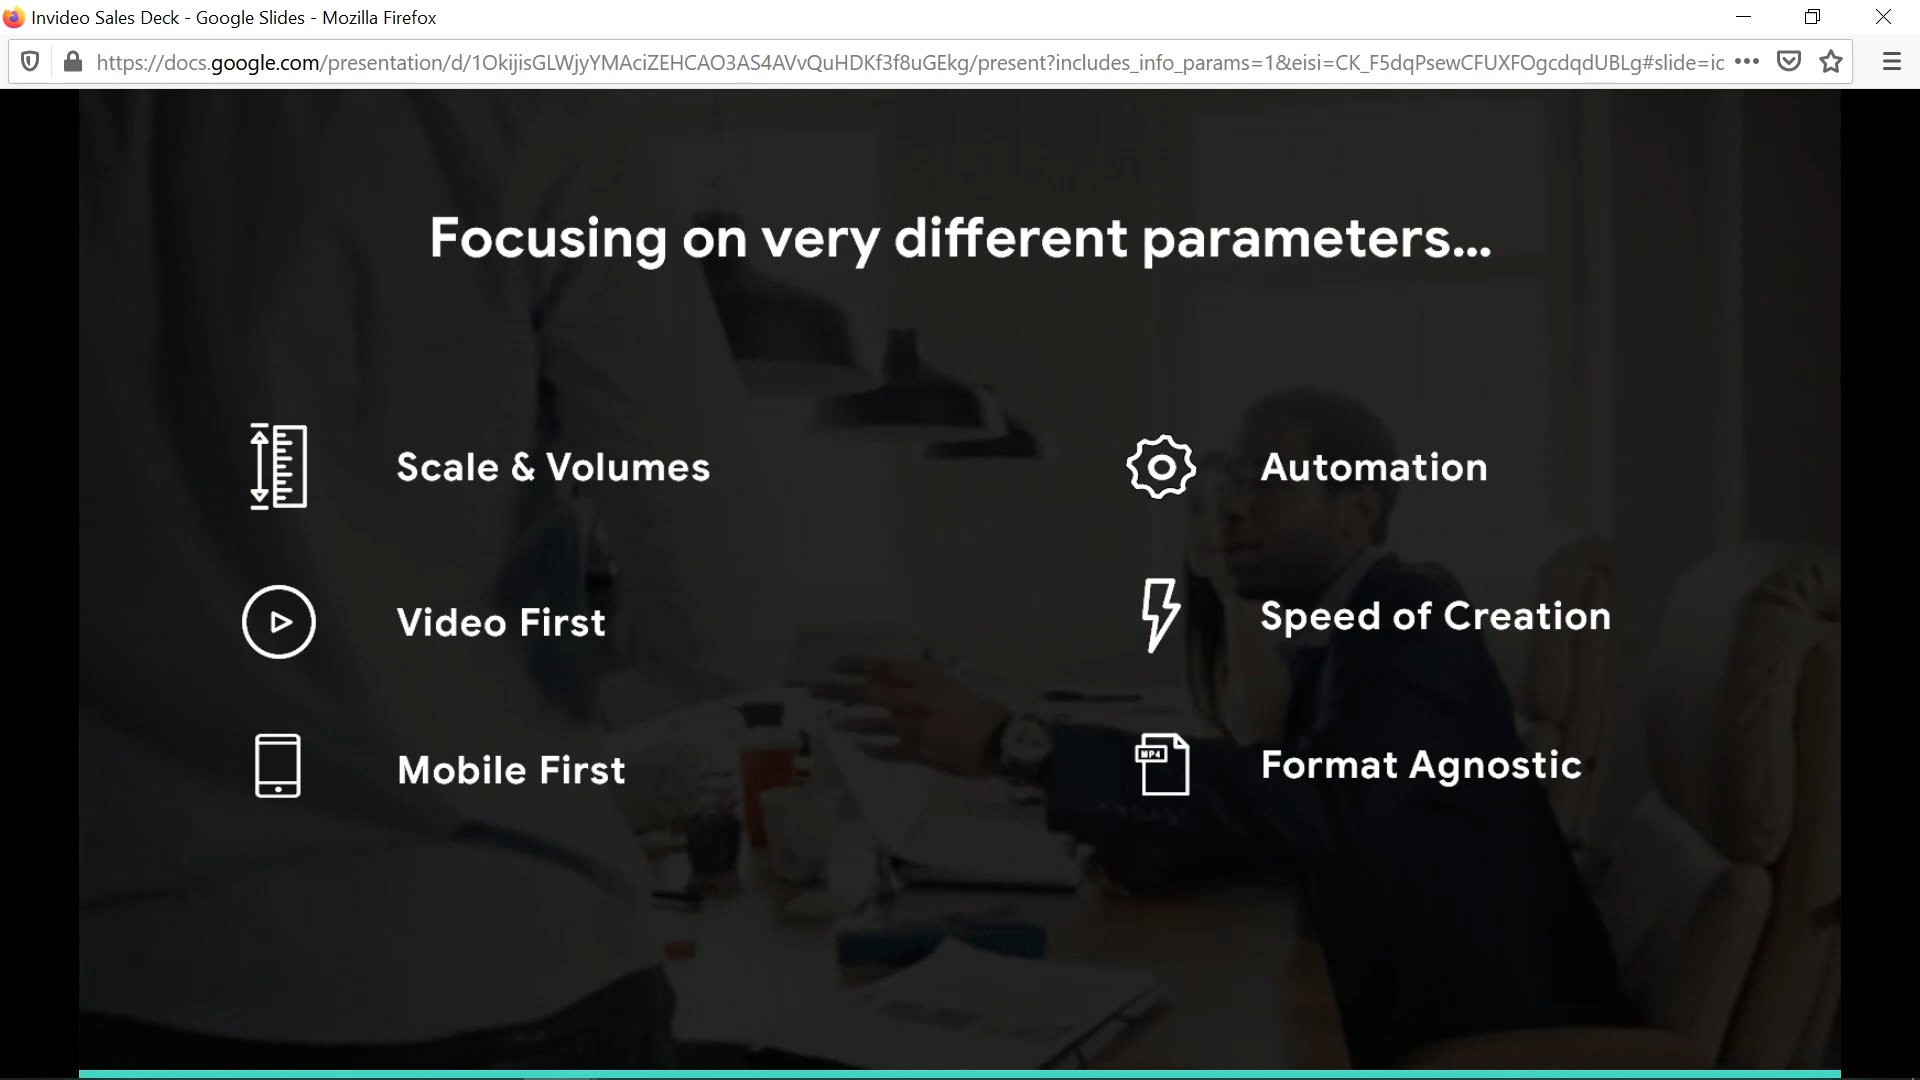 Invideo Sales Deck - Google Slides - Mozilla Firefox
https://docs.google.com/presentation/d/1OkijisGLWjyYMAciZEHCAO3AS4AVvQuHDKf3f8uGEkg/present?includes_info_params=1&eisi=CK_F5dqPsewCFUXFOgcdqdUBLg#slide=ic
Focusing on very different parameters...
Scale & Volumes
Automation
Video First
Speed of Creation
Mobile First
MP4
Format Agnostic